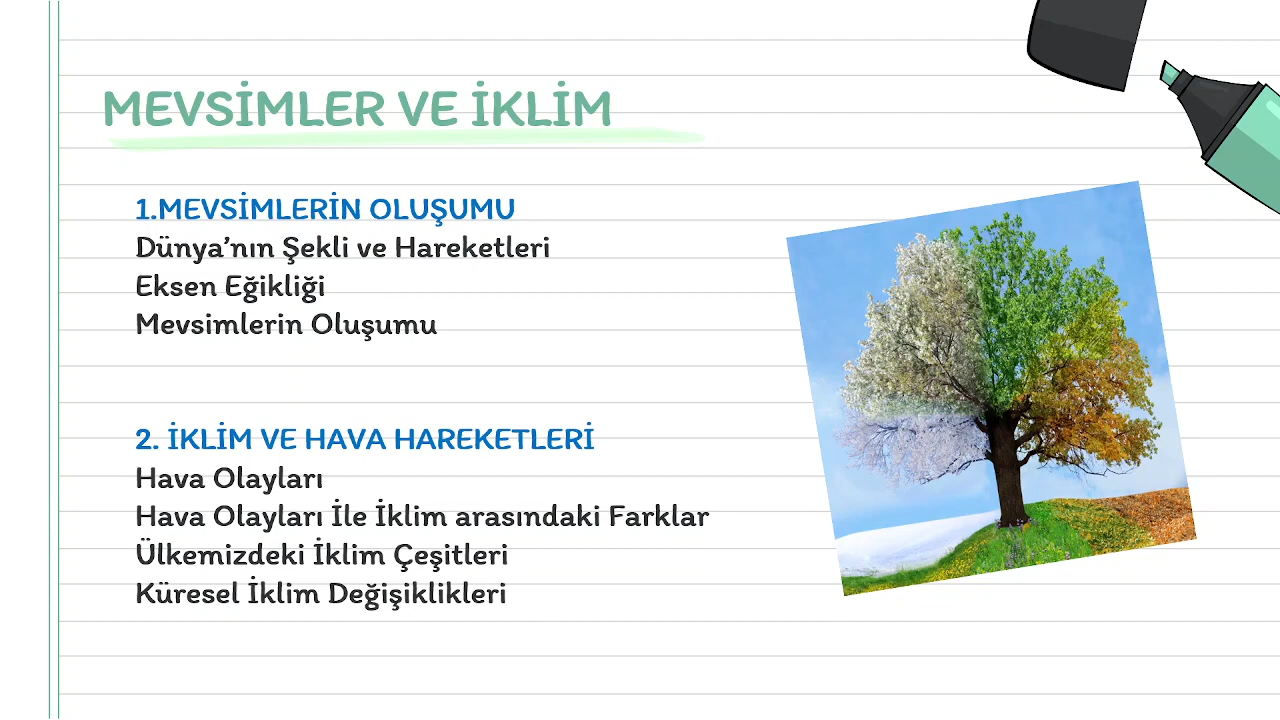 MEVSİMLER VE İKLİM
1.MEVSİMLERİN OLUŞUMU
Dünya’nın Şekli ve Hareketleri
Eksen Eğikliği
Mevsimlerin Oluşumu
2. İKLİM VE HAVA HAREKETLERİ
Hava Olayları
Hava Olayları İle İklim arasındaki Farklar
Ülkemizdeki İklim Çeşitleri
Küresel İklim Değişiklikleri